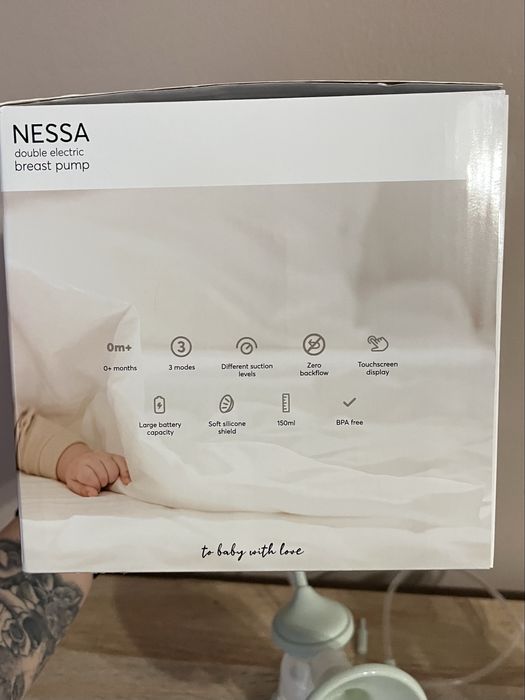 NESSA
double electric
breast pump
0m+
3
0+ months
3 modes
Different suction
levels
Zero
backflow
Touchscreen
display
Large battery
capacity
Soft silicone
shield
150ml
BPA free
to baby with love